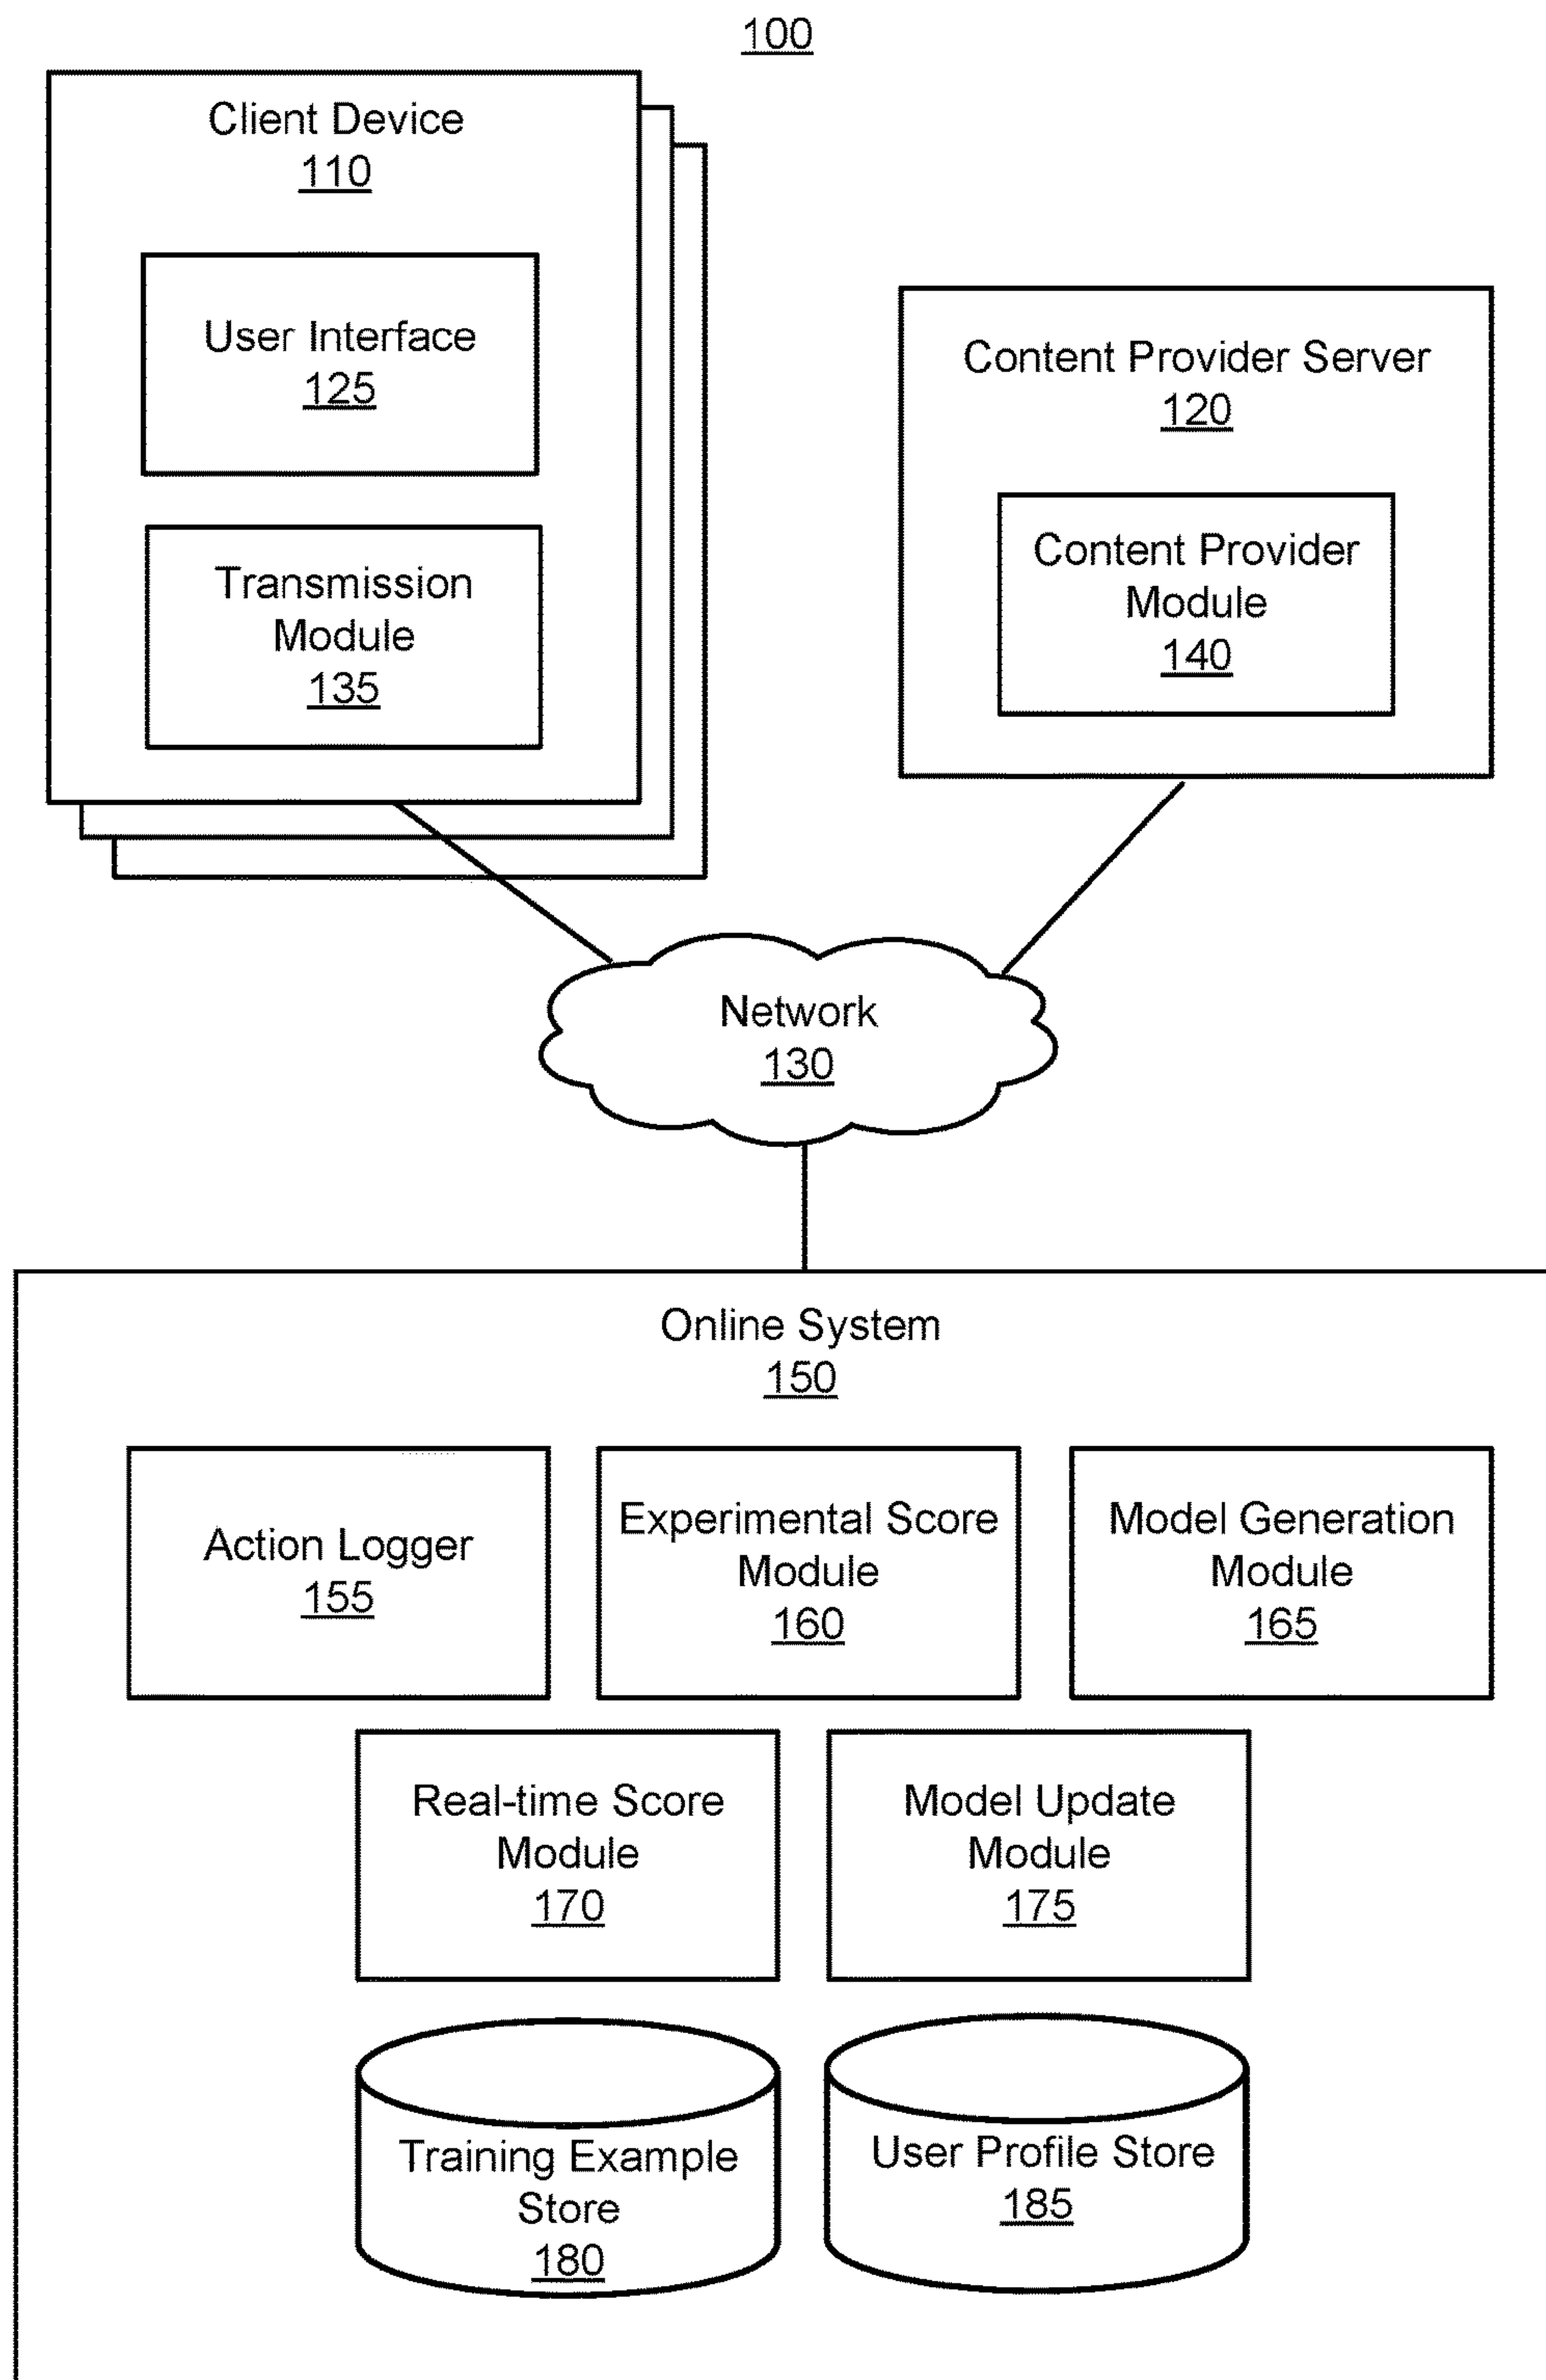 100
Client Device
110
User Interface
125
Transmission
Module
135
Content Provider Server
120
Content Provider
Module
140
Network
130
Online System
150
Action Logger
155
Experimental Score
Module
160
Model Generation
Module
165
Real-time Score
Module
170
Model Update
Module
175
Training Example
Store
180
User Profile Store
185